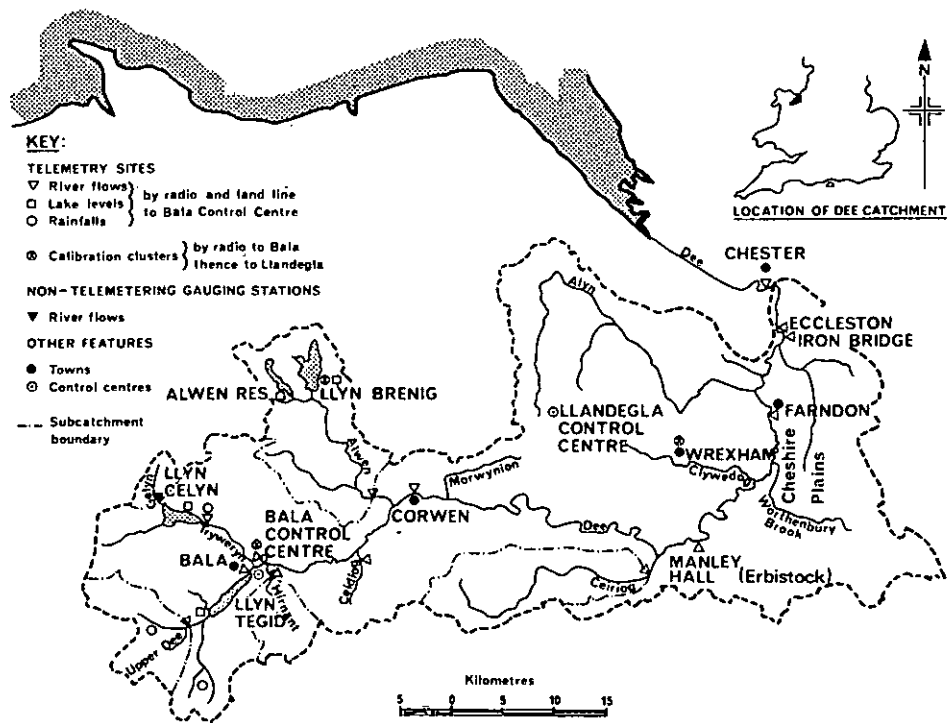 KEY:
TELEMETRY SITES
River flows
Lake levels
Rainfalls
by radio and land line
to Bala Control Centre
Calibration clusters
by radio to Bala
thence to Llandegla
NON-TELEMETERING GAUGING STATIONS
River flows
OTHER FEATURES
Towns
Control centres
Subcatchment
boundary
N
LOCATION OF DEE CATCHMENT
Dee
CHESTER
Alyn
ECCLESTON
IRON BRIDGE
ALWEN RES.
LLYN BRENIG
LLANDEGLA
CONTROL
CENTRE
FARNDON
WREXHAM
Clywedog
Cheshire
Plains
Alwen
Morwynion
Worthenbury
Brook
LLYN
CELYN
Gelyn
Tryweryn
BALA
CONTROL
CENTRE
CORWEN
Dee
BALA
Hirnant
Ceidiog
LLYN
TEGID
Upper Dee
Ceiriog
MANLEY
HALL
(Erbistock)
Kilometres
5 0 5 10 15